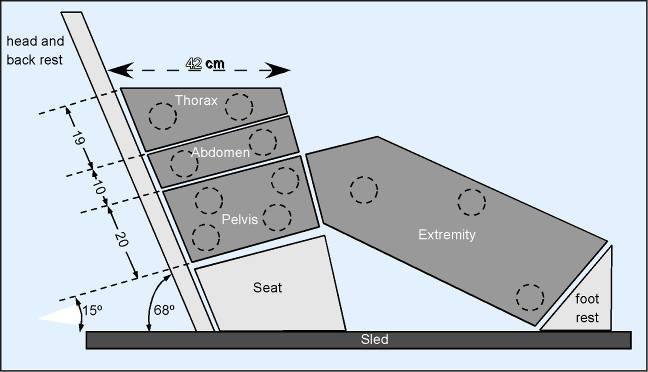 head and
back rest
42 cm
Thorax
Abdomen
Pelvis
Extremity
19
10
20
Seat
foot
rest
15º
68º
Sled